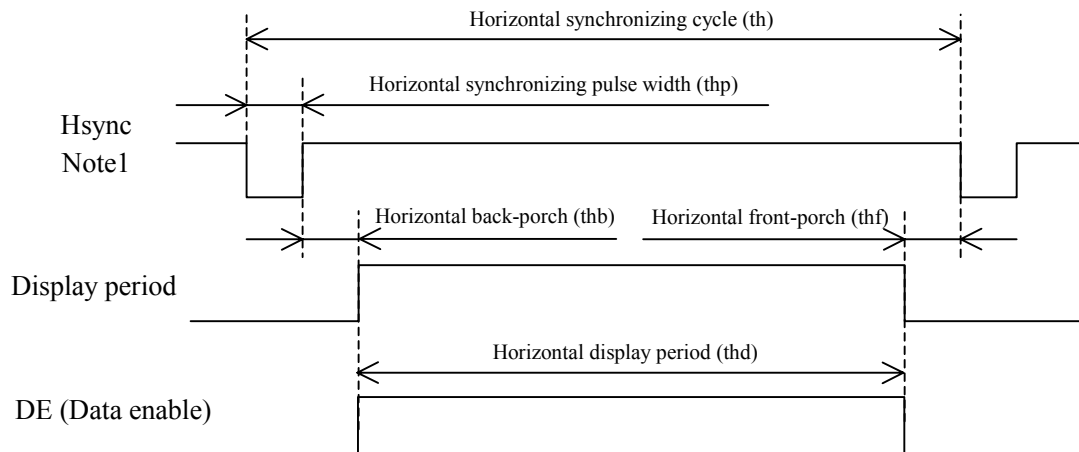 Horizontal synchronizing cycle (th)
Horizontal synchronizing pulse width (thp)
Hsync
Note1
Horizontal back-porch (thb)
Horizontal front-porch (thf)
Display period
Horizontal display period (thd)
DE (Data enable)